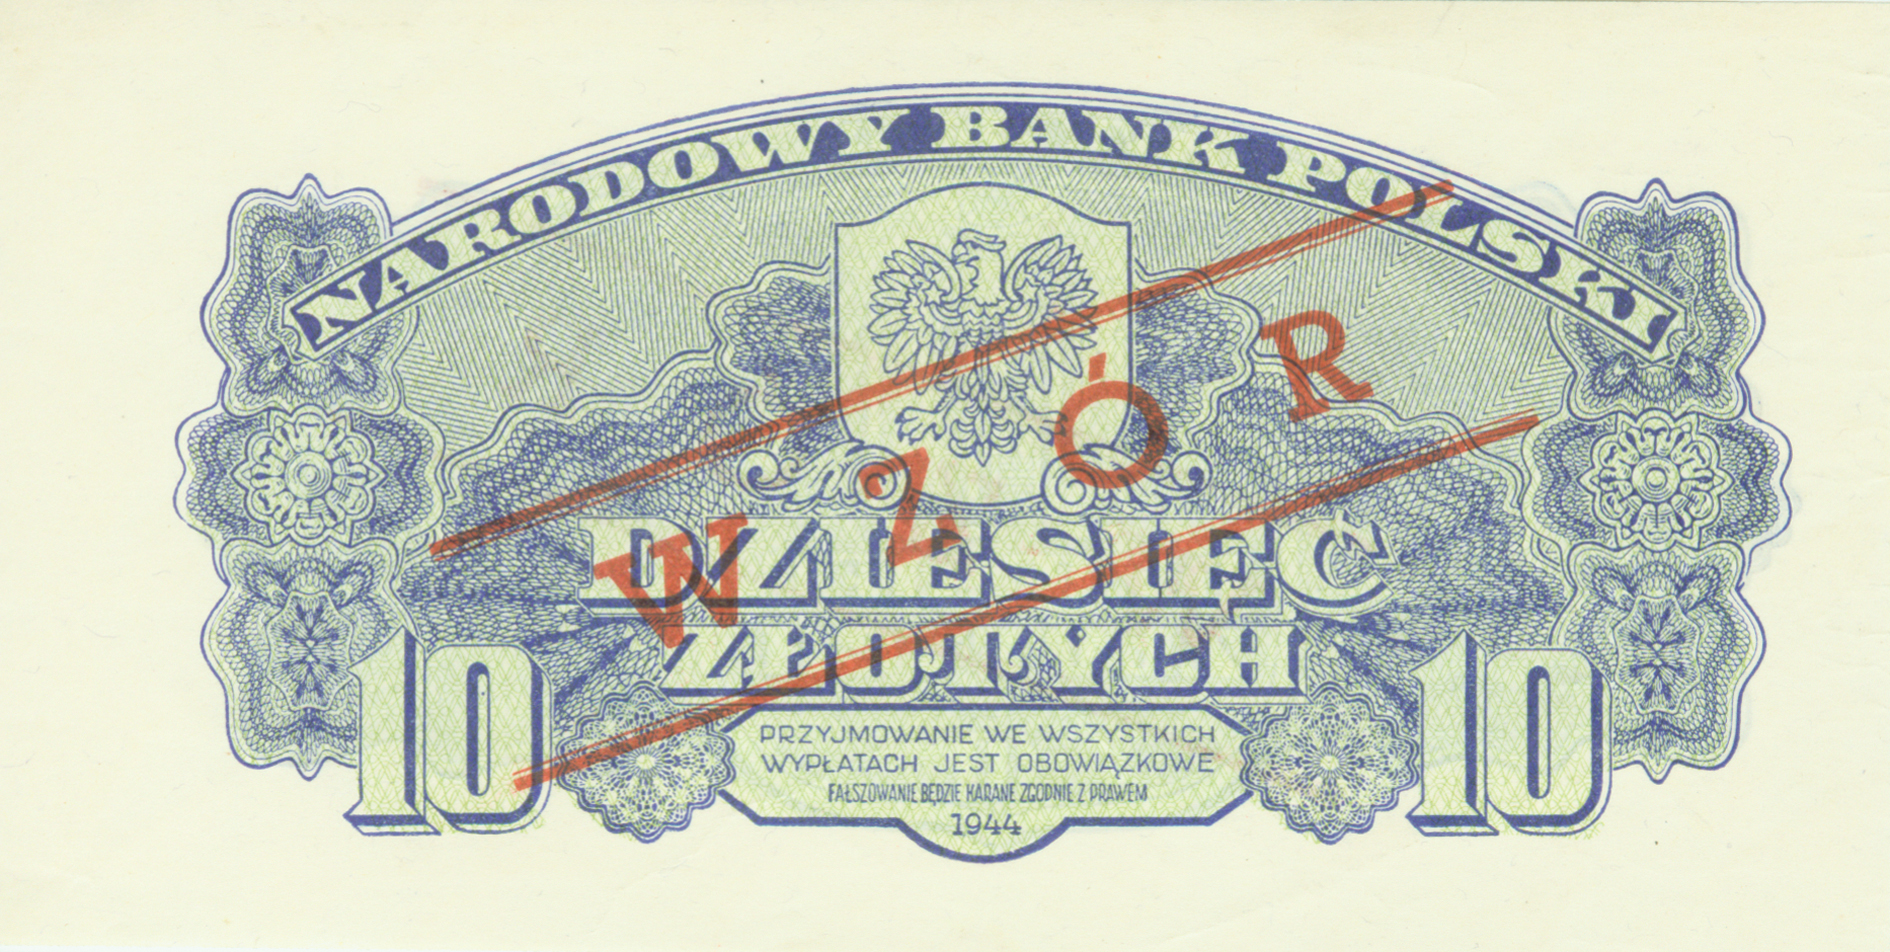 NARODOWY BANK POLSKI
WZÓR
DZIESIĘĆ
ZŁOTYCH
10
10
PRZYJMOWANIE WE WSZYSTKICH
WYPŁATACH JEST OBOWIĄZKOWE
FAŁSZOWANIE BĘDZIE KARANE ZGODNIE Z PRAWEM
1944